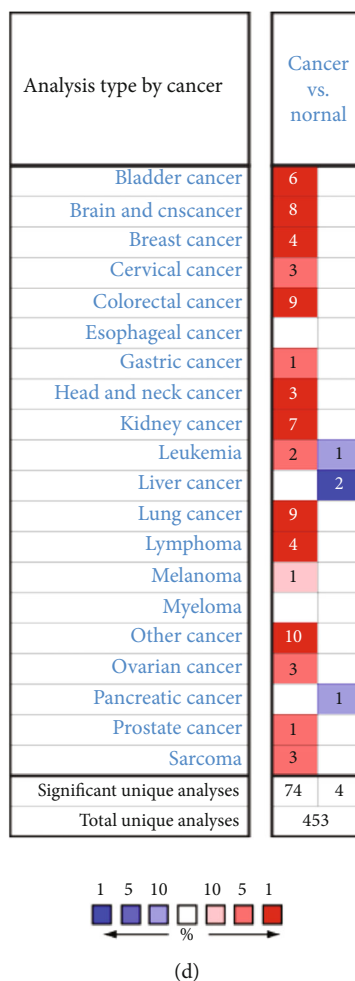 Analysis type by cancer
Cancer
vs.
nornal
Bladder cancer 6
Brain and cnscancer 8
Breast cancer 4
Cervical cancer 3
Colorectal cancer 9
Esophageal cancer
Gastric cancer 1
Head and neck cancer 3
Kidney cancer 7
Leukemia 2 1
Liver cancer 2
Lung cancer 9
Lymphoma 4
Melanoma 1
Myeloma
Other cancer 10
Ovarian cancer 3
Pancreatic cancer 1
Prostate cancer 1
Sarcoma 3
Significant unique analyses 74 4
Total unique analyses 453
1 5 10 10 5 1
%
(d)